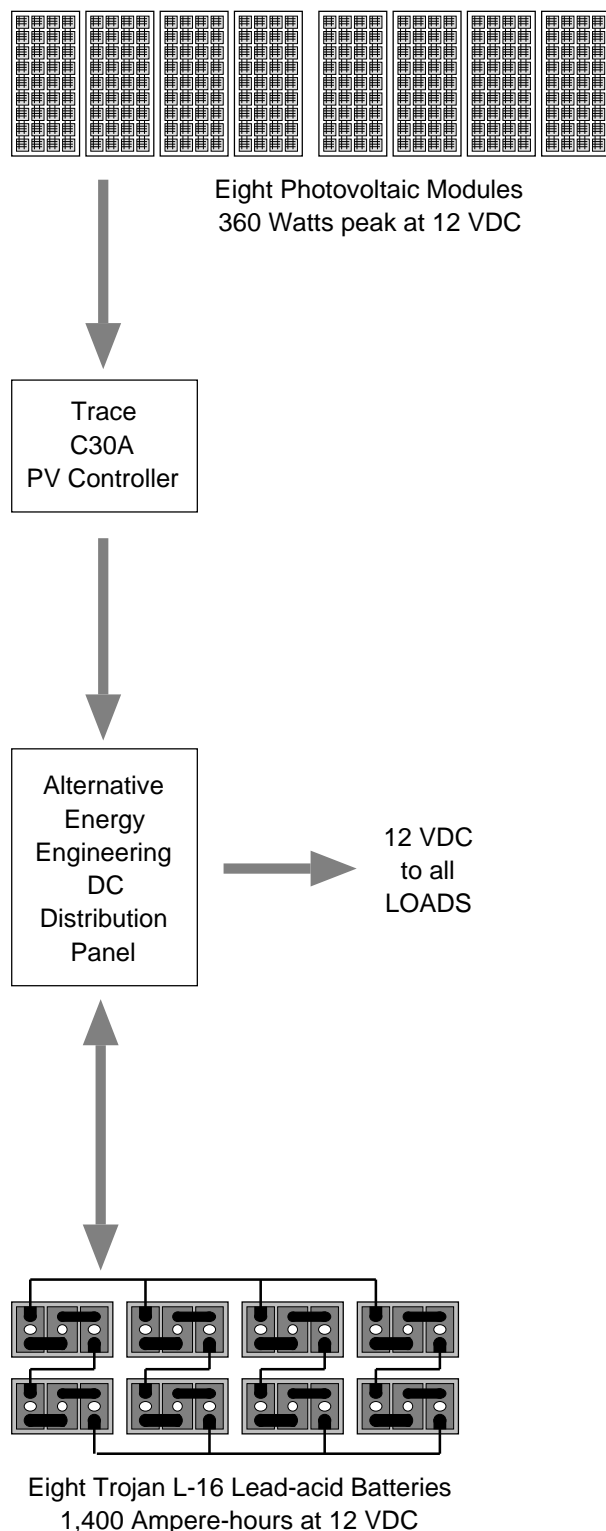 Eight Photovoltaic Modules
360 Watts peak at 12 VDC
Trace
C30A
PV Controller
Alternative
Energy
Engineering
DC
Distribution
Panel
12 VDC
to all
LOADS
Eight Trojan L-16 Lead-acid Batteries
1,400 Ampere-hours at 12 VDC